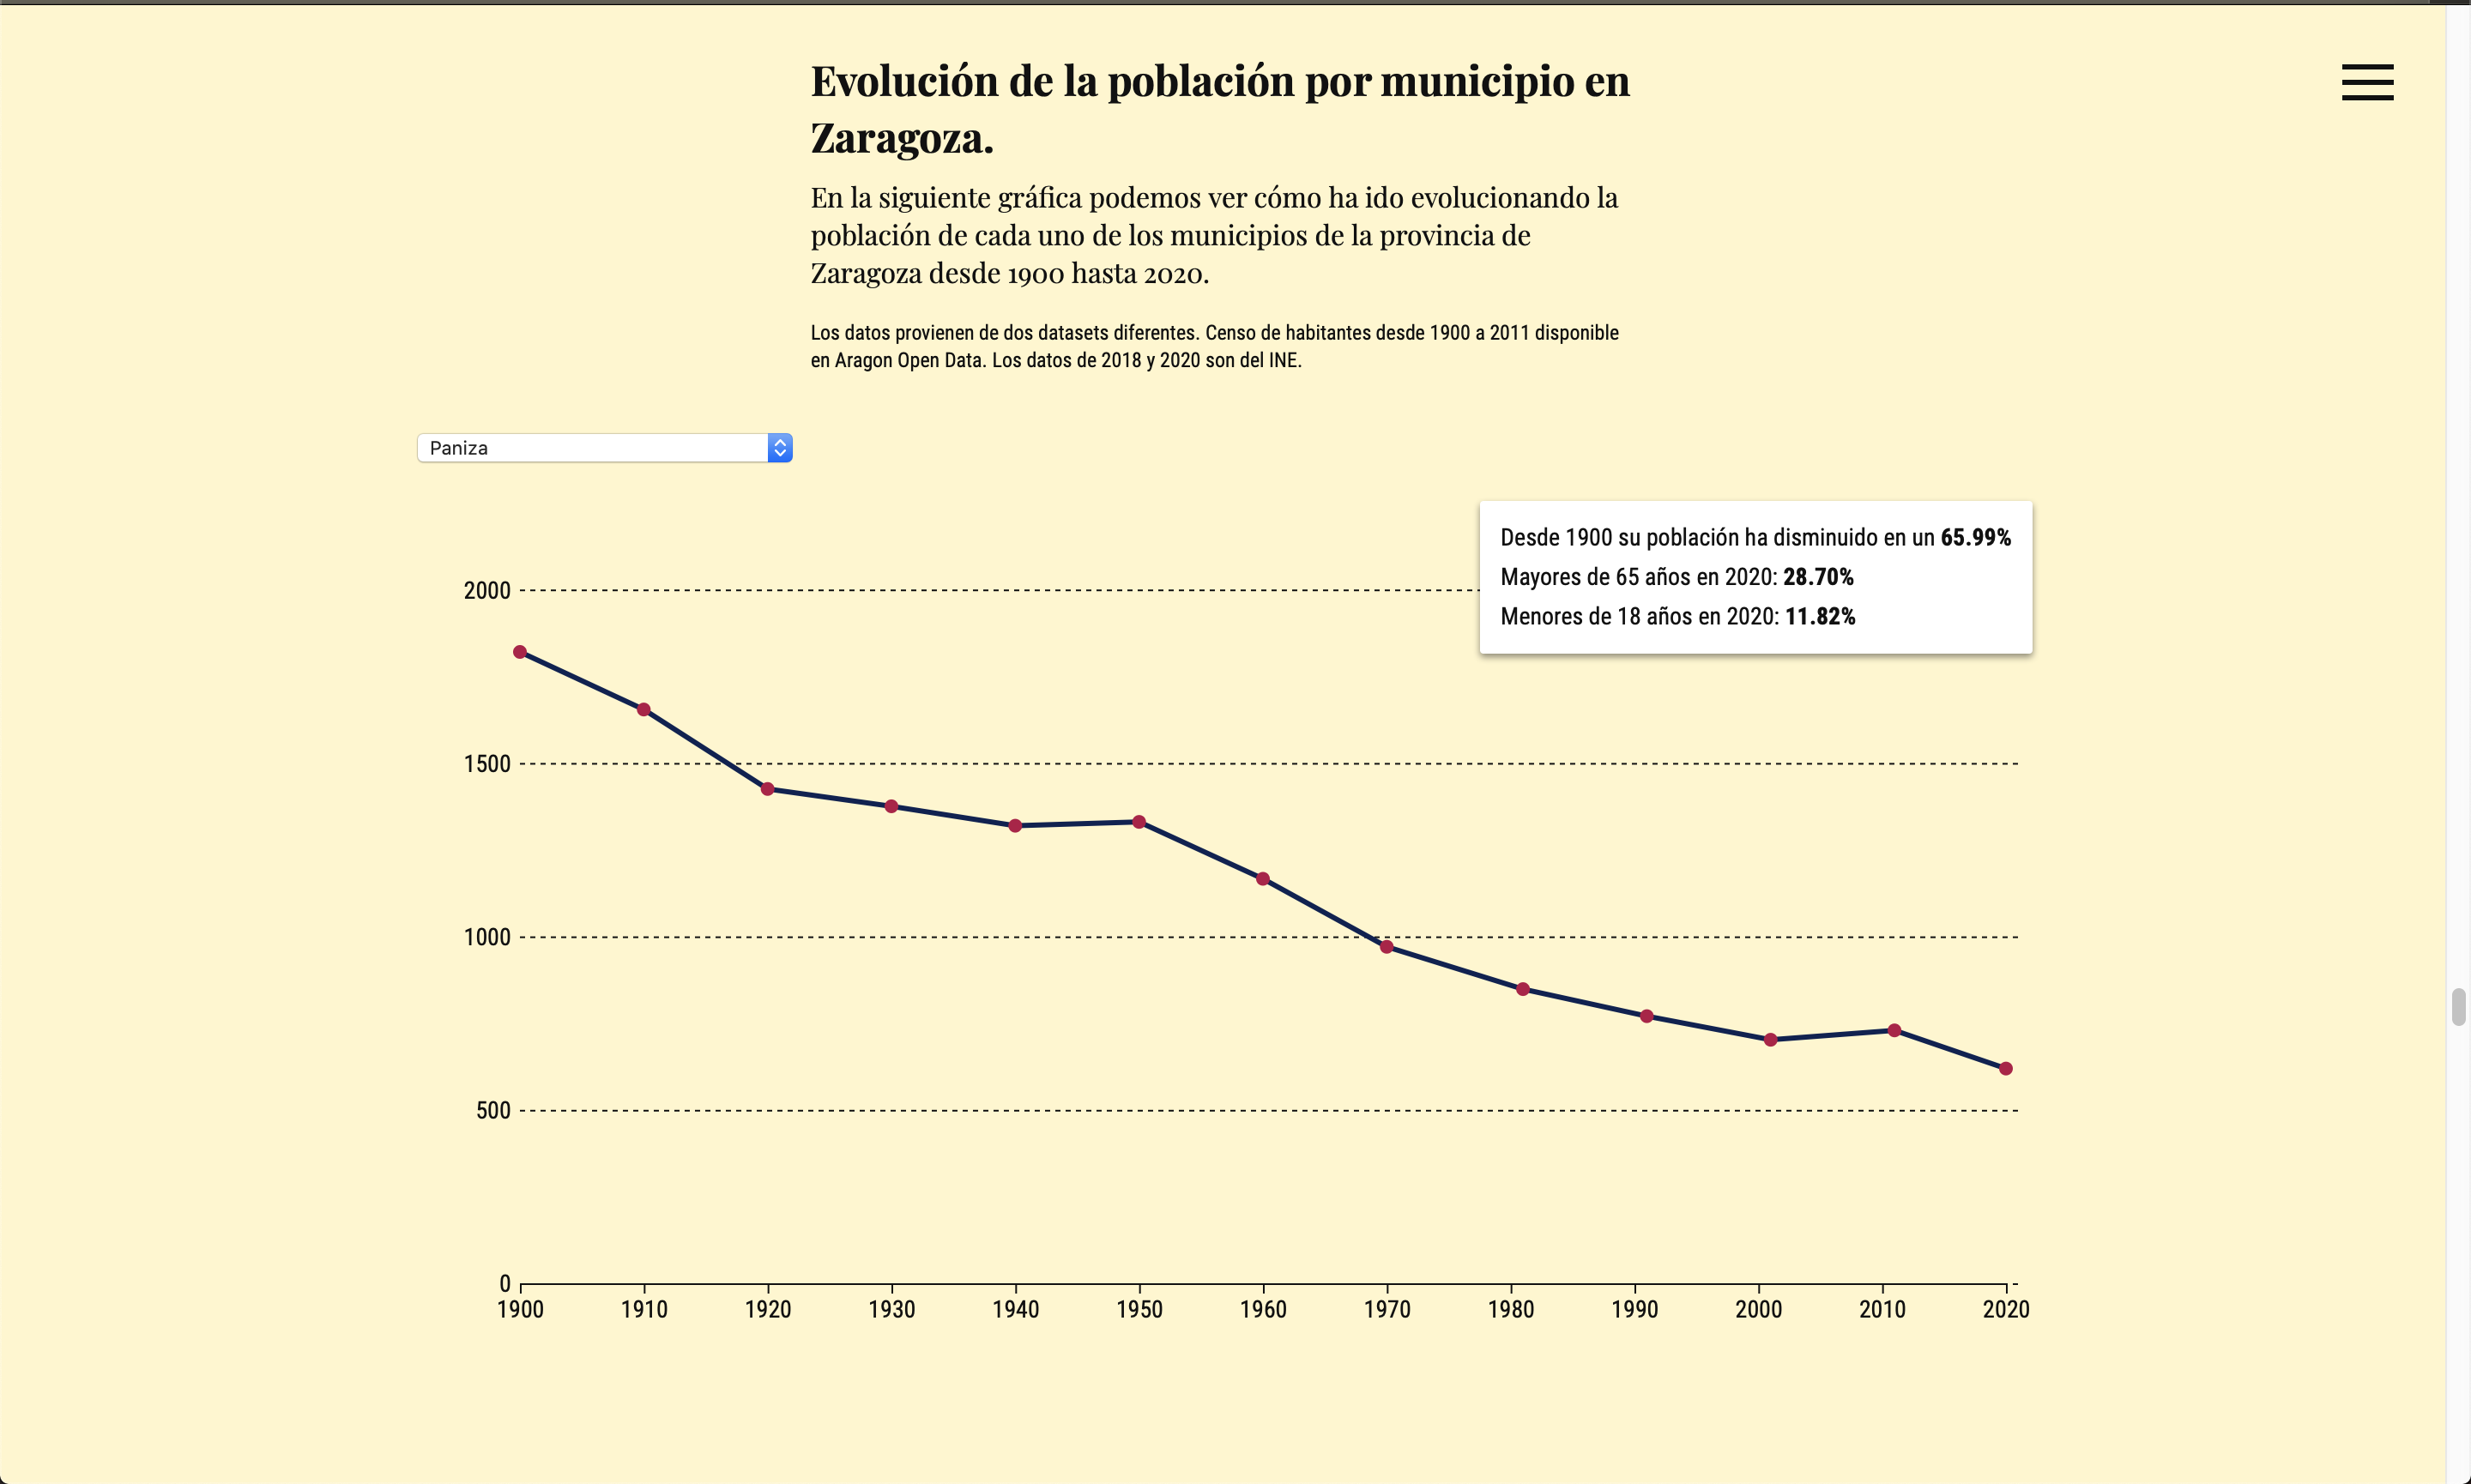 Evolución de la población por municipio en
Zaragoza.
En la siguiente gráfica podemos ver cómo ha ido evolucionando la
población de cada uno de los municipios de la provincia de
Zaragoza desde 1900 hasta 2020.
Los datos provienen de dos datasets diferentes. Censo de habitantes desde 1900 a 2011 disponible
en Aragon Open Data. Los datos de 2018 y 2020 son del INE.
Paniza
Desde 1900 su población ha disminuido en un 65.99%
Mayores de 65 años en 2020: 28.70%
Menores de 18 años en 2020: 11.82%
2000
1500
1000
500
0
1900 1910 1920 1930 1940 1950 1960 1970 1980 1990 2000 2010 2020